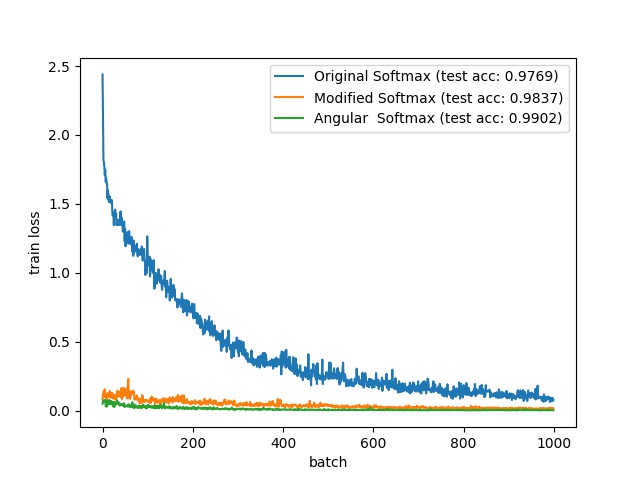 2.5
2.0
1.5
1.0
0.5
0.0
train loss
Original Softmax (test acc: 0.9769)
Modified Softmax (test acc: 0.9837)
Angular  Softmax (test acc: 0.9902)
0 200 400 600 800 1000
batch